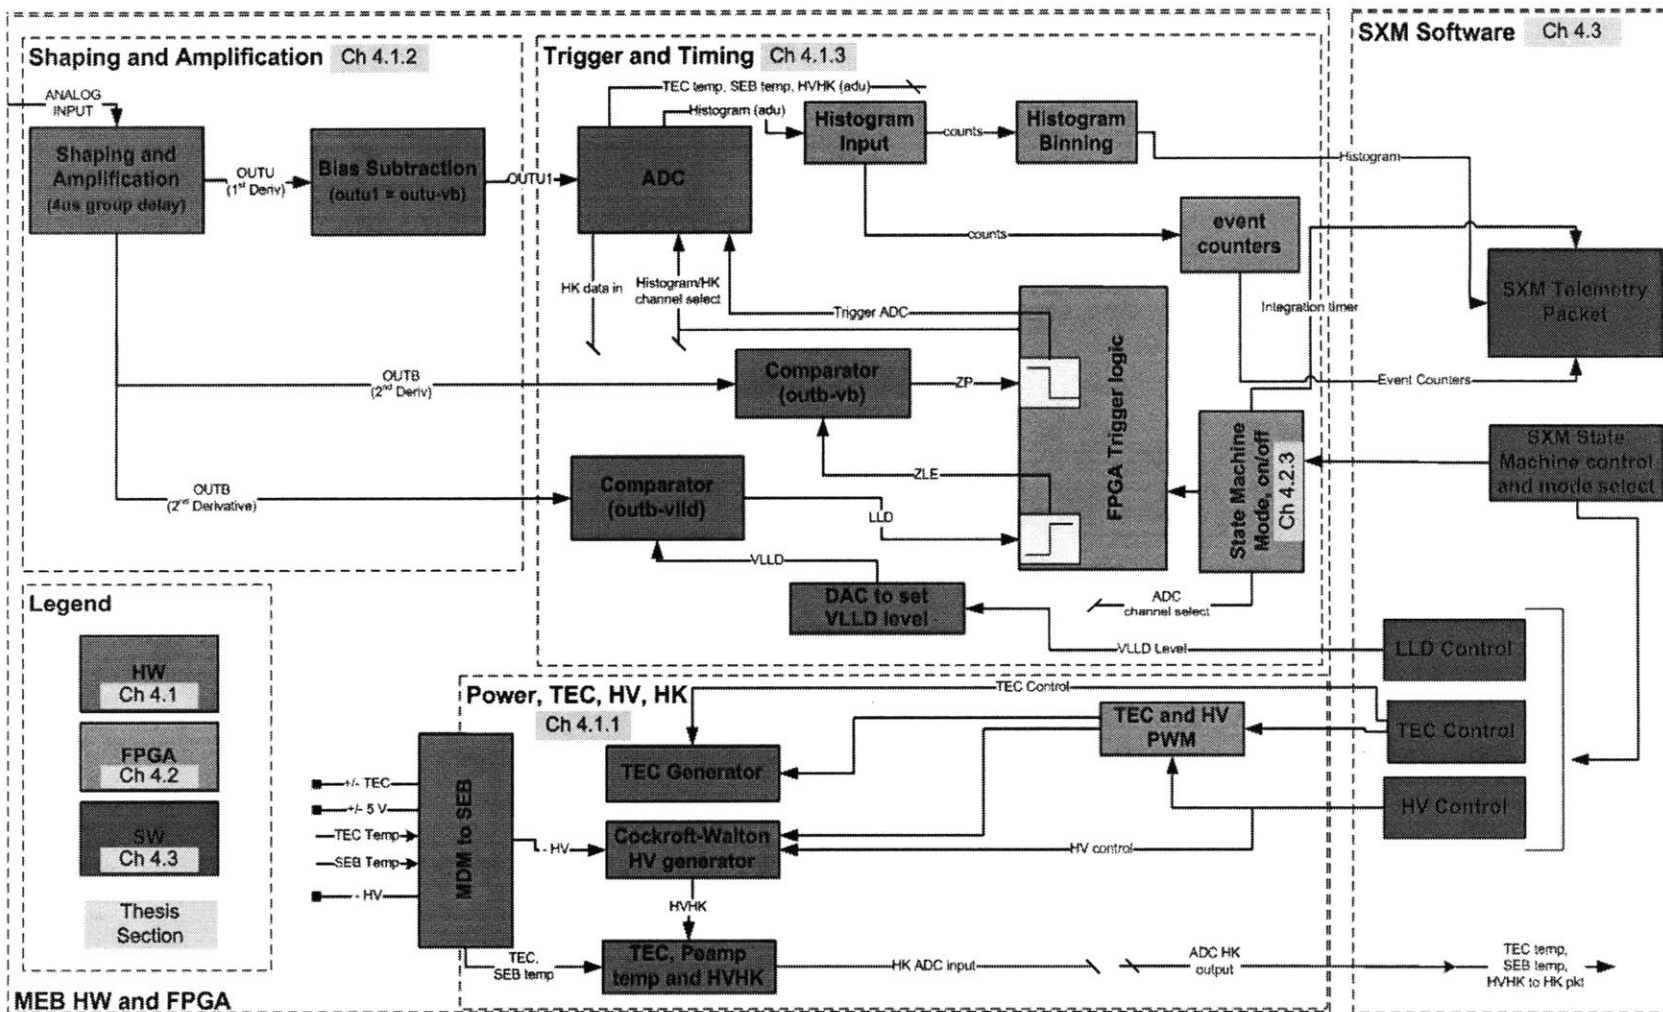 Shaping and Amplification Ch 4.1.2
ANALOG
INPUT
Shaping and
Amplification
(4us group delay)
OUTU
(1st Deriv)
Bias Subtraction
(outu1 = outu-vb)
OUTU1
OUTB
(2nd Deriv)
OUTB
(2nd Derivative)
Trigger and Timing Ch 4.1.3
TEC temp, SEB temp, HVHK (adu)
Histogram (adu)
ADC
Histogram
Input
counts
Histogram
Binning
counts
event
counters
HK data in
Histogram/HK
channel select
Trigger ADC
Comparator
(outb-vb)
ZP
ZLE
Comparator
(outb-vlld)
LLD
VLLD
FPGA Trigger logic
State Machine
Mode, on/off
Ch 4.2.3
DAC to set
VLLD level
ADC
channel select
VLLD Level
SXM Software Ch 4.3
Histogram
Integration timer
SXM Telemetry
Packet
Event Counters
SXM State
Machine control
and mode select
LLD Control
TEC Control
HV Control
Legend
HW
Ch 4.1
FPGA
Ch 4.2
SW
Ch 4.3
Thesis
Section
Power, TEC, HV, HK
Ch 4.1.1
TEC Control
TEC and HV
PWM
TEC Generator
+/- TEC
+/- 5 V
TEC Temp
SEB Temp
- HV
MDM to SEB
- HV
Cockroft-Walton
HV generator
HV control
HVHK
TEC,
SEB temp
TEC, Peamp
temp and HVHK
HK ADC input
ADC HK
output
TEC temp,
SEB temp,
HVHK to HK pkt
MEB HW and FPGA